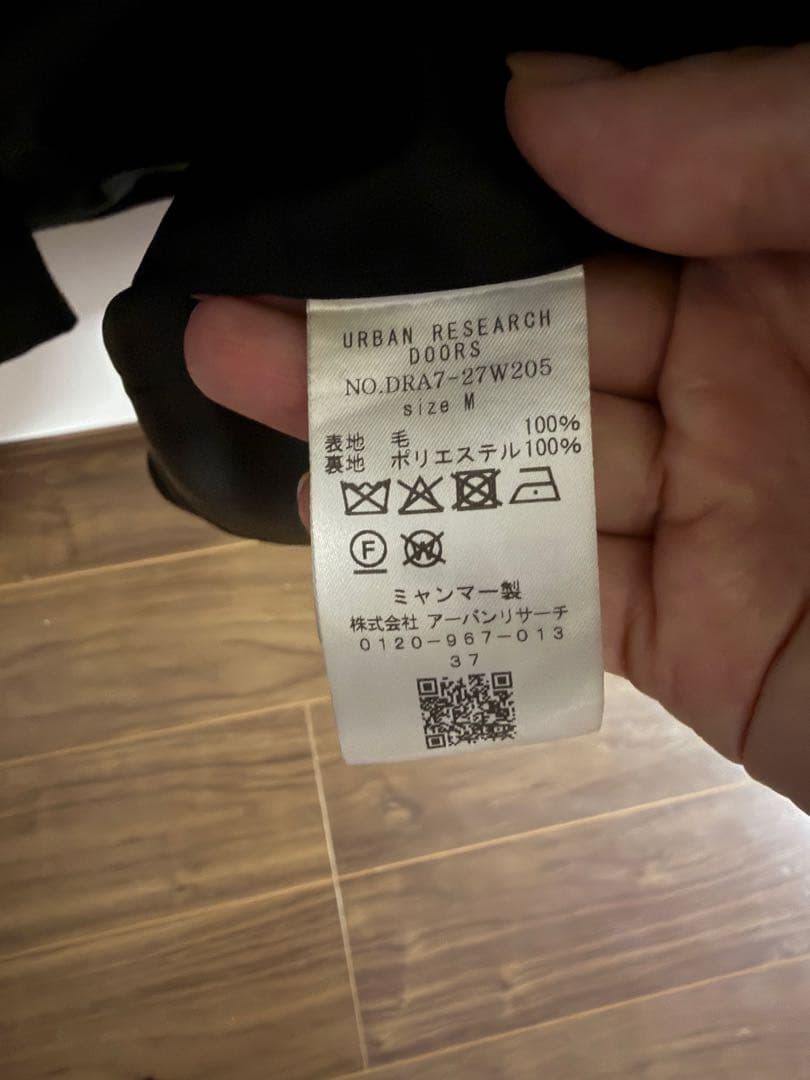 URBAN RESEARCH
DOORS
NO.DRA7-27W205
size M
表地 毛 100%
裏地 ポリエステル100%
F W
ミャンマー製
株式会社 アーバンリサーチ
0120-967-013
37